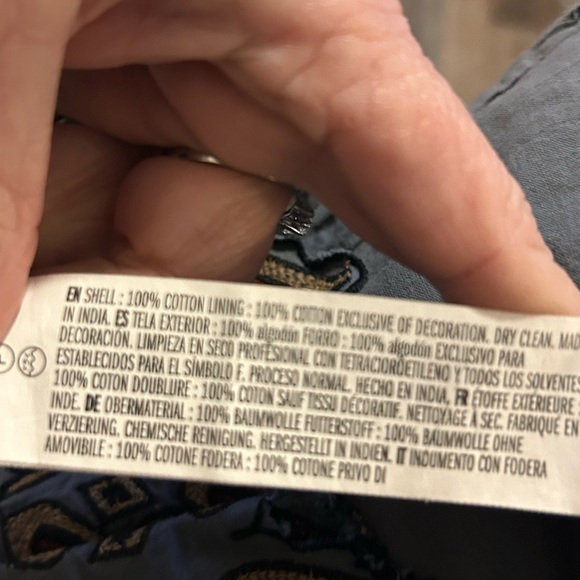 EN SHELL : 100% COTTON LINING : 100% COTTON EXCLUSIVE OF DECORATION. DRY CLEAN. MAD
IN INDIA. ES TELA EXTERIOR : 100% algodón FORRO : 100% algodón EXCLUSIVO PARA
DECORACIÓN. LIMPIEZA EN SECO PROFESIONAL CON TETRACLOROETILENO Y TODOS LOS SOLVENTES
ESTABLECIDOS PARA EL SÍMBOLO F. PROCESO NORMAL. HECHO EN INDIA. FR ÉTOFFE EXTÉRIEURE :
100% COTON DOUBLURE : 100% COTON SAUF TISSU DÉCORATIF. NETTOYAGE À SEC. FABRIQUÉ EN
INDE. DE OBERMATERIAL : 100% BAUMWOLLE FUTTERSTOFF : 100% BAUMWOLLE OHNE
VERZIERUNG. CHEMISCHE REINIGUNG. HERGESTELLT IN INDIEN. IT INDUMENTO CON FODERA
AMOVIBILE : 100% COTONE FODERA : 100% COTONE PRIVO DI